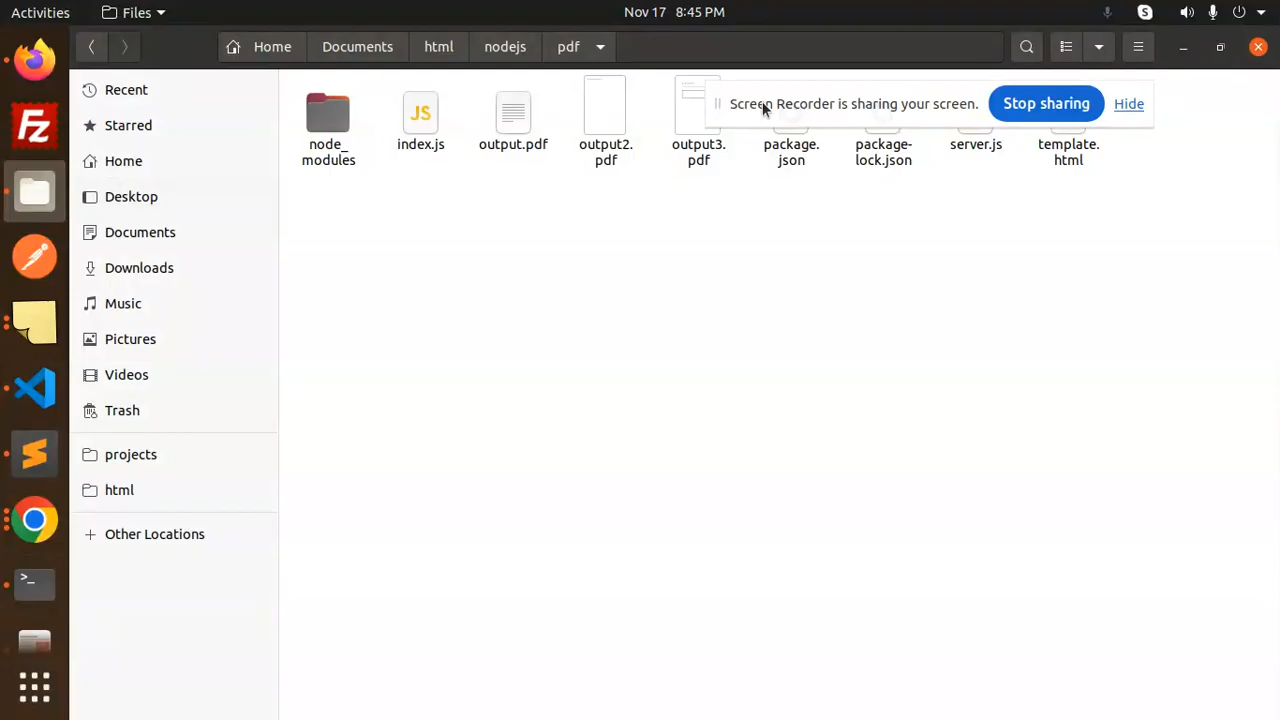 Activities
Files
Nov 17 8:45 PM
Home
Documents
html
nodejs
pdf
Recent
Starred
Home
Desktop
Documents
Downloads
Music
Pictures
Videos
Trash
projects
html
Other Locations
Screen Recorder is sharing your screen.
Stop sharing
Hide
node_
modules
JS
index.js
output.pdf
output2.
pdf
output3.
pdf
package.
json
package-
lock.json
server.js
template.
html
Fz
>_